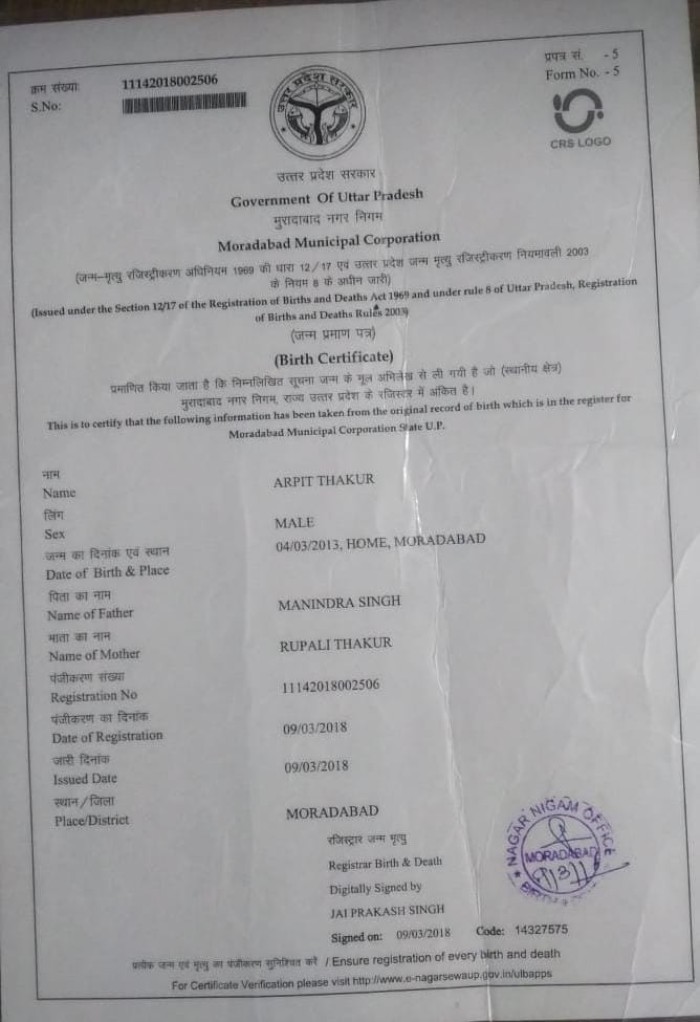 क्रम संख्या:
S.No:
11142018002506
उत्तर प्रदेश सरकार
प्रपत्र सं. - 5
Form No. - 5
CRS LOGO
उत्तर प्रदेश सरकार
Government Of Uttar Pradesh
मुरादाबाद नगर निगम
Moradabad Municipal Corporation
(जन्म–मृत्यु रजिस्ट्रीकरण अधिनियम 1969 की धारा 12/17 एवं उत्तर प्रदेश जन्म मृत्यु रजिस्ट्रीकरण नियमावली 2003
के नियम 8 के अधीन जारी)
(Issued under the Section 12/17 of the Registration of Births and Deaths Act 1969 and under rule 8 of Uttar Pradesh, Registration
of Births and Deaths Rules 2003)
(जन्म प्रमाण पत्र)
(Birth Certificate)
प्रमाणित किया जाता है कि निम्नलिखित सूचना जन्म के मूल अभिलेख से ली गयी है जो (स्थानीय क्षेत्र)
मुरादाबाद नगर निगम, राज्य उत्तर प्रदेश के रजिस्टर में अंकित है।
This is to certify that the following information has been taken from the original record of birth which is in the register for
Moradabad Municipal Corporation State U.P.
नाम
Name
ARPIT THAKUR
लिंग
Sex
MALE
जन्म का दिनांक एवं स्थान
Date of Birth & Place
04/03/2013, HOME, MORADABAD
पिता का नाम
Name of Father
MANINDRA SINGH
माता का नाम
Name of Mother
RUPALI THAKUR
पंजीकरण संख्या
Registration No
11142018002506
पंजीकरण का दिनांक
Date of Registration
09/03/2018
जारी दिनांक
Issued Date
09/03/2018
स्थान/जिला
Place/District
MORADABAD
रजिस्ट्रार जन्म मृत्यु
Registrar Birth & Death
Digitally Signed by
JAI PRAKASH SINGH
Signed on: 09/03/2018 Code: 14327575
NAGAR NIGAM OFFICE
MORADABAD
BIRTH
प्रत्येक जन्म एवं मृत्यु का पंजीकरण सुनिश्चित करे / Ensure registration of every birth and death
For Certificate Verification please visit http://www.e-nagarsewaup.gov.in/ulbapps